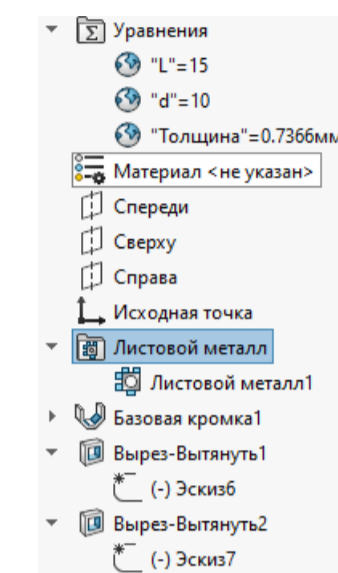 Уравнения
"L"=15
"d"=10
"Толщина"=0.7366мм
Материал <не указан>
Спереди
Сверху
Справа
Исходная точка
Листовой металл
Листовой металл1
Базовая кромка1
Вырез-Вытянуть1
(-) Эскиз6
Вырез-Вытянуть2
(-) Эскиз7